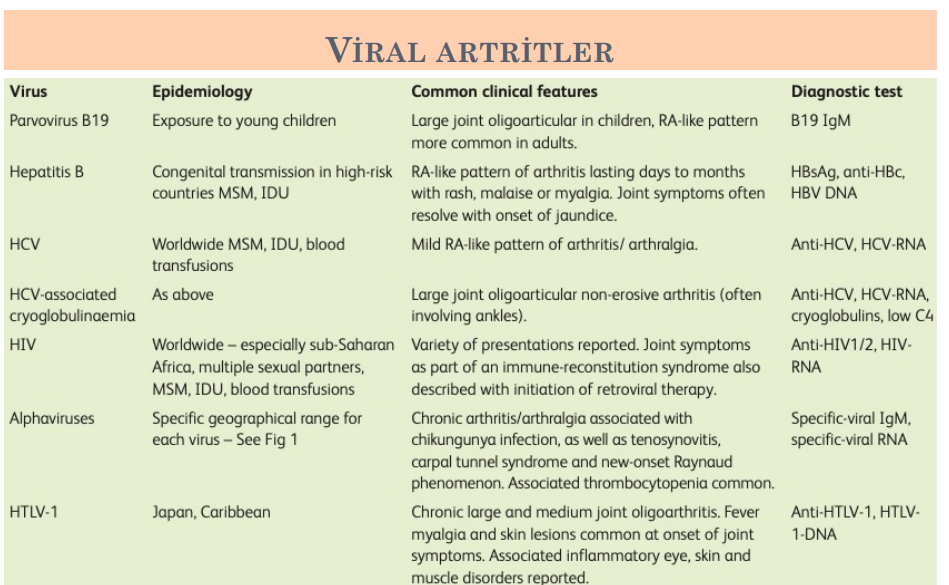 VİRAL ARTRİTLER
Virus Epidemiology Common clinical features Diagnostic test
Parvovirus B19 Exposure to young children Large joint oligoarticular in children, RA-like pattern B19 IgM
more common in adults.
Hepatitis B Congenital transmission in high-risk RA-like pattern of arthritis lasting days to months HBsAg, anti-HBc,
countries MSM, IDU with rash, malaise or myalgia. Joint symptoms often HBV DNA
resolve with onset of jaundice.
HCV Worldwide MSM, IDU, blood Mild RA-like pattern of arthritis/ arthralgia. Anti-HCV, HCV-RNA
transfusions
HCV-associated As above Large joint oligoarticular non-erosive arthritis (often Anti-HCV, HCV-RNA,
cryoglobulinaemia involving ankles). cryoglobulins, low C4
HIV Worldwide – especially sub-Saharan Variety of presentations reported. Joint symptoms Anti-HIV1/2, HIV-
Africa, multiple sexual partners, as part of an immune-reconstitution syndrome also RNA
MSM, IDU, blood transfusions described with initiation of retroviral therapy.
Alphaviruses Specific geographical range for Chronic arthritis/arthralgia associated with Specific-viral IgM,
each virus – See Fig 1 chikungunya infection, as well as tenosynovitis, specific-viral RNA
carpal tunnel syndrome and new-onset Raynaud
phenomenon. Associated thrombocytopenia common.
HTLV-1 Japan, Caribbean Chronic large and medium joint oligoarthritis. Fever Anti-HTLV-1, HTLV-
myalgia and skin lesions common at onset of joint 1-DNA
symptoms. Associated inflammatory eye, skin and
muscle disorders reported.